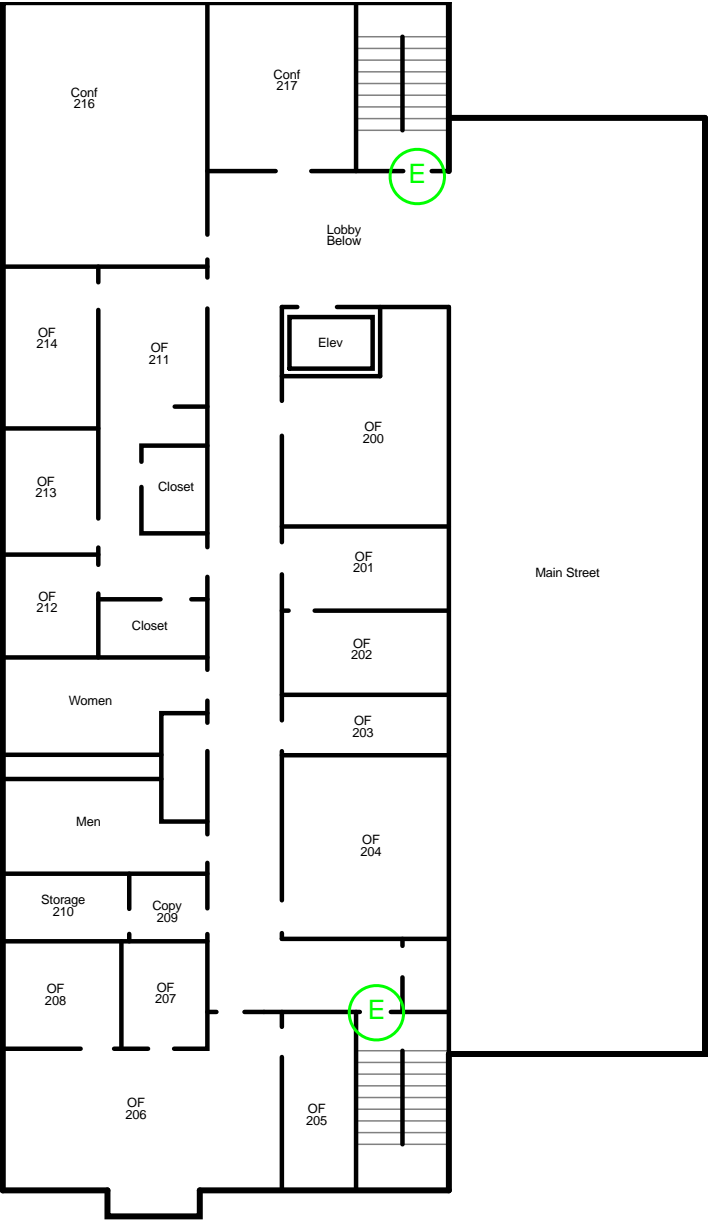 Conf
216
Conf
217
E
Lobby
Below
OF
214
OF
211
Elev
OF
200
OF
213
Closet
OF
201
Main Street
OF
212
Closet
OF
202
Women
OF
203
Men
OF
204
Storage
210
Copy
209
OF
208
OF
207
E
OF
206
OF
205